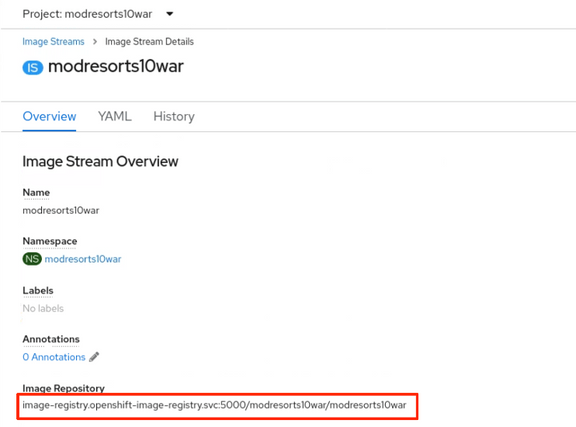 Project: modresorts10war
Image Streams > Image Stream Details
IS modresorts10war
Overview YAML History
Image Stream Overview
Name
modresorts10war
Namespace
NS modresorts10war
Labels
No labels
Annotations
0 Annotations
Image Repository
image-registry.openshift-image-registry.svc:5000/modresorts10war/modresorts10war